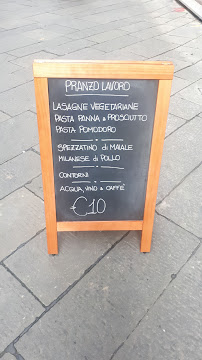 PRANZO LAVORO
LASAGNE VEGETARIANE
PASTA PANNA & PROSCIUTTO
PASTA POMODORO
SPEZZATINO di MAIALE
MILANESE di POLLO
CONTORNI
ACQUA, VINO & CAFFE'
€10